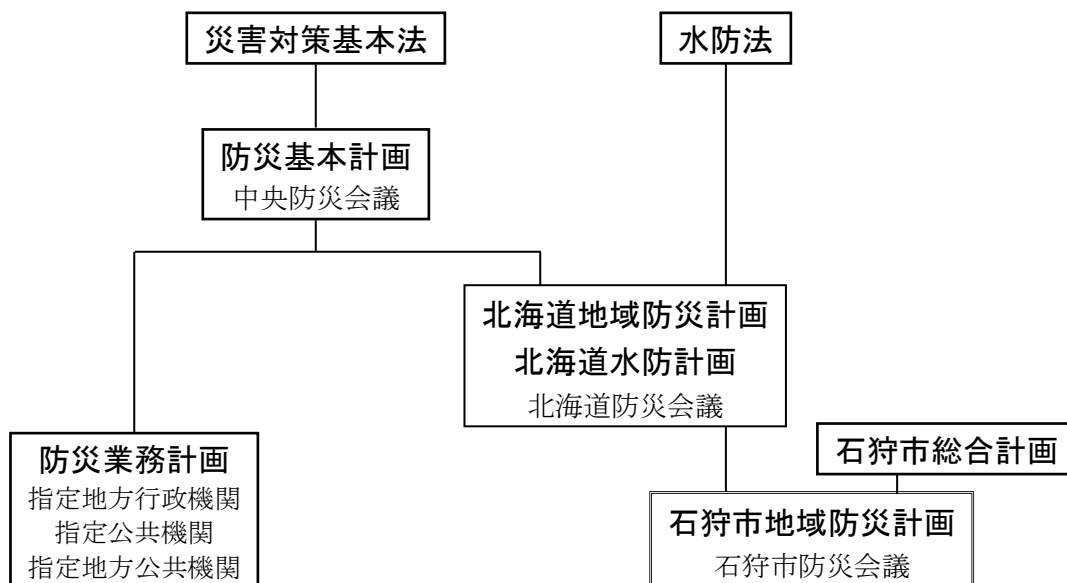 災害対策基本法
水防法
防災基本計画
中央防災会議
北海道地域防災計画
北海道水防計画
北海道防災会議
防災業務計画
指定地方行政機関
指定公共機関
指定地方公共機関
石狩市総合計画
石狩市地域防災計画
石狩市防災会議